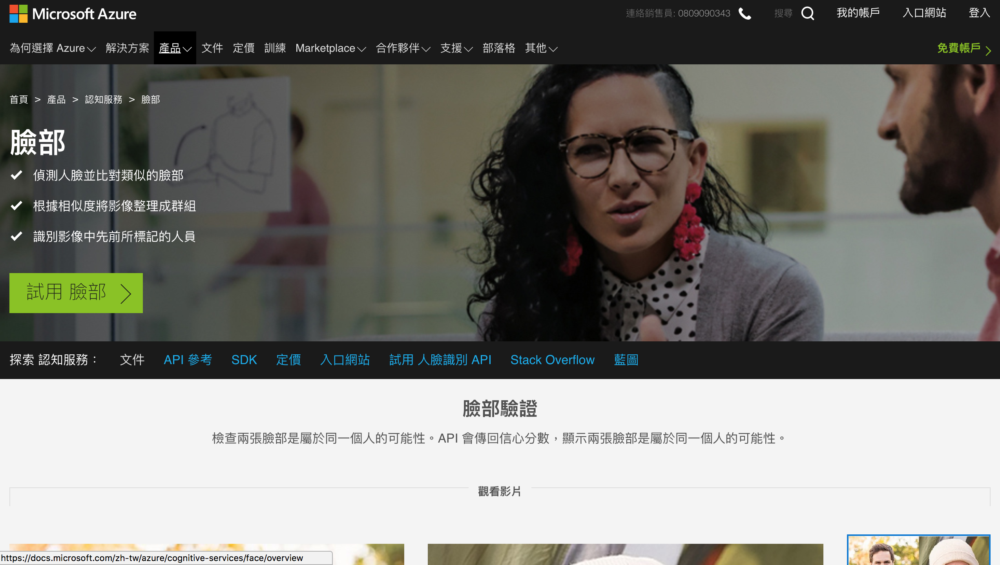 Microsoft Azure
連絡銷售員: 0809090343 搜尋 我的帳戶 入口網站 登入
為何選擇 Azure 解決方案 產品 文件 定價 訓練 Marketplace 合作夥伴 支援 部落格 其他 免費帳戶
首頁 > 產品 > 認知服務 > 臉部
臉部
偵測人臉並比對類似的臉部
根據相似度將影像整理成群組
識別影像中先前所標記的人員
試用 臉部
探索 認知服務： 文件 API 參考 SDK 定價 入口網站 試用 人臉識別 API Stack Overflow 藍圖
臉部驗證
檢查兩張臉部是屬於同一個人的可能性。API 會傳回信心分數，顯示兩張臉部是屬於同一個人的可能性。
觀看影片
https://docs.microsoft.com/zh-tw/azure/cognitive-services/face/overview